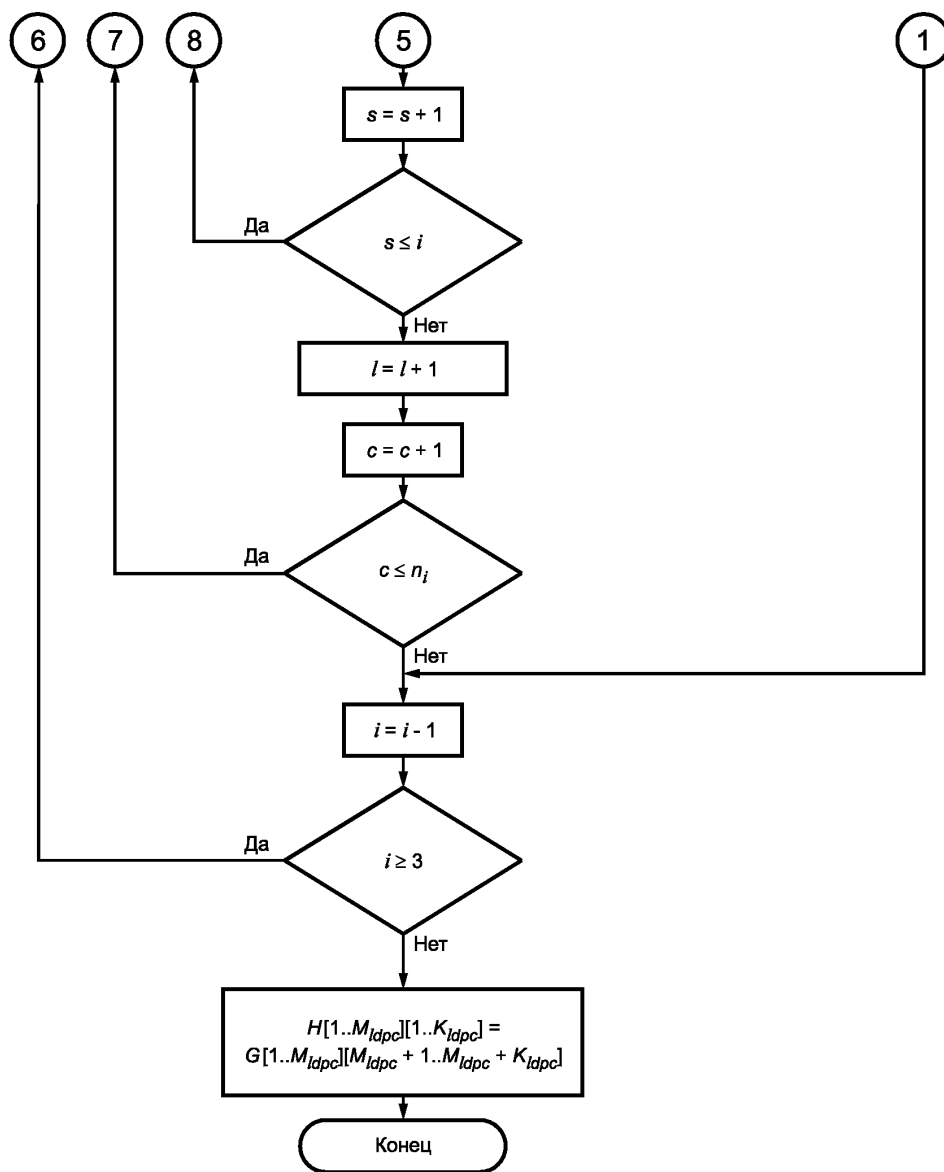 6 7 8 5 1
s = s + 1
Да
s ≤ i
Нет
l = l + 1
c = c + 1
Да
c ≤ n_i
Нет
i = i - 1
Да
i ≥ 3
Нет
H[1..M_ldpc][1..K_ldpc] =
G[1..M_ldpc][M_ldpc + 1..M_ldpc + K_ldpc]
Конец